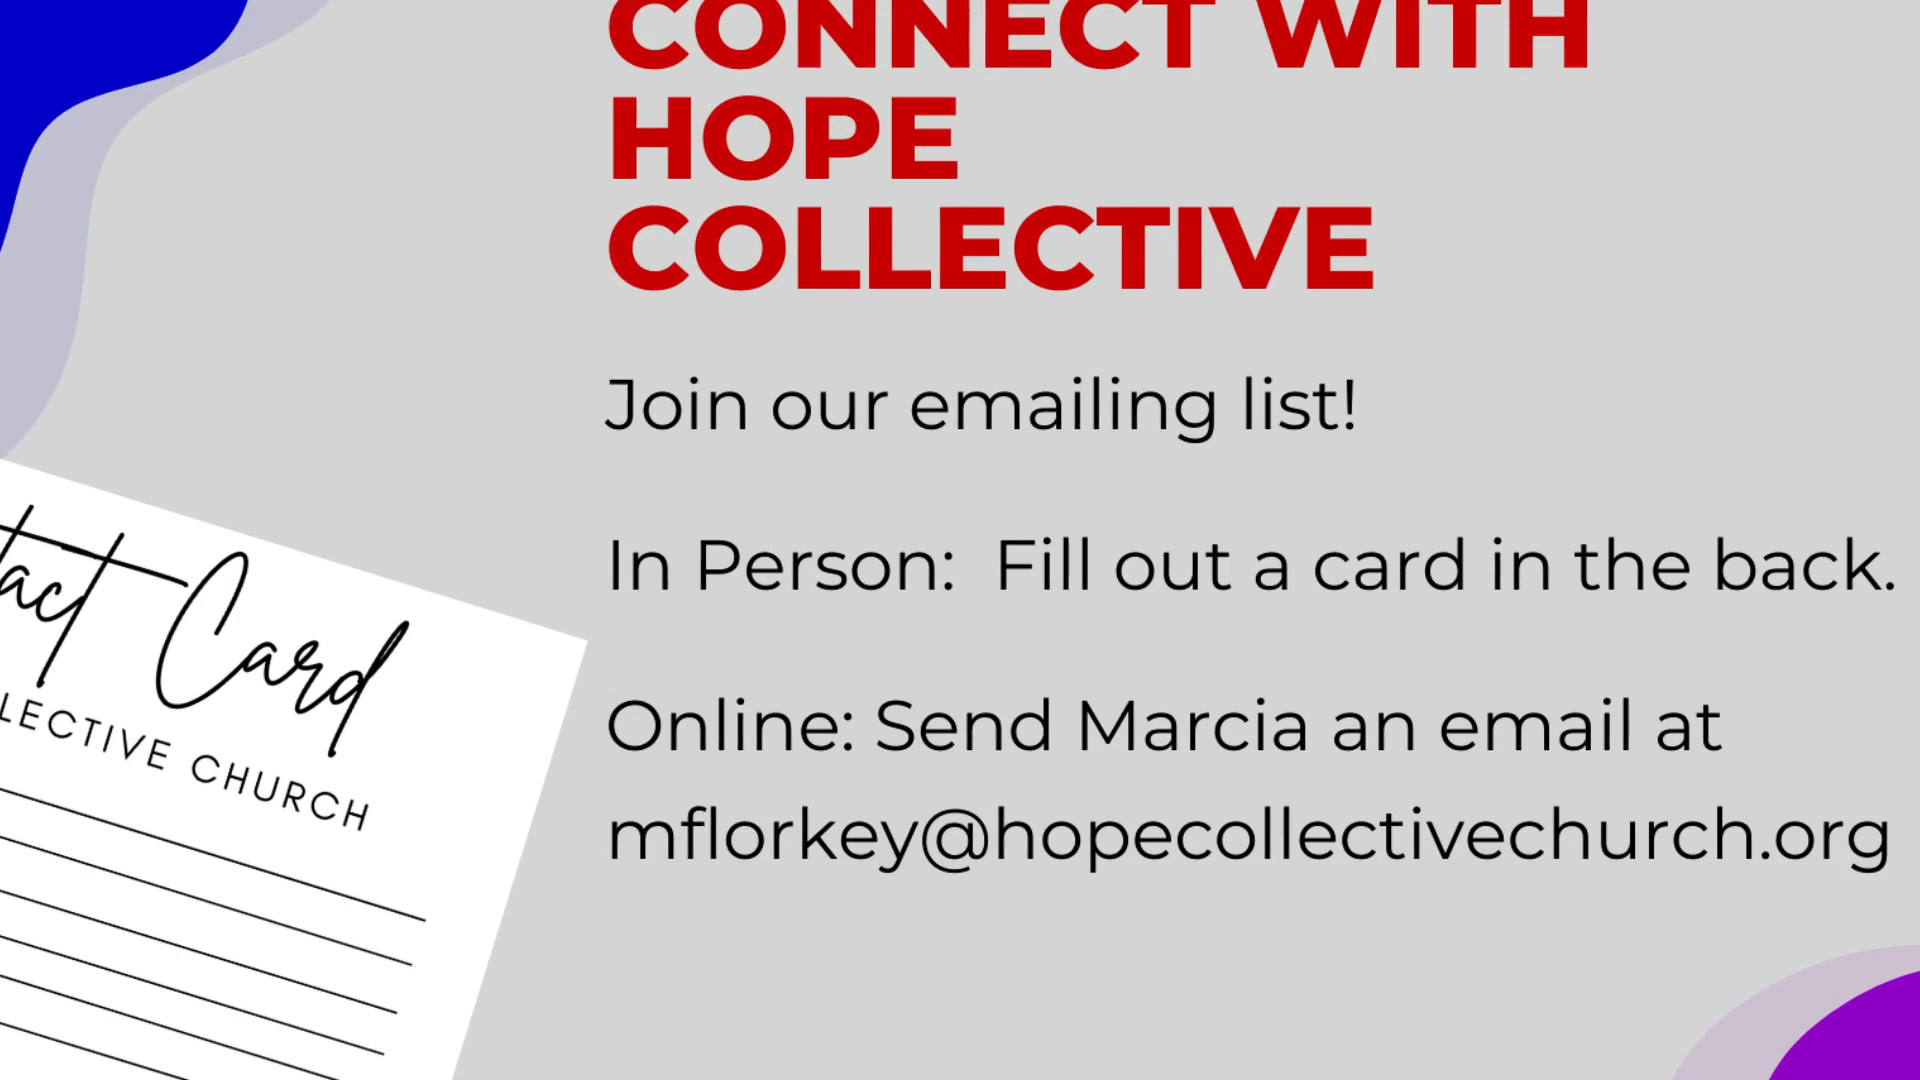 CONNECT WITH
HOPE
COLLECTIVE
Join our emailing list!
In Person:  Fill out a card in the back.
Online: Send Marcia an email at
mflorkey@hopecollectivechurch.org
tact Card
LECTIVE CHURCH